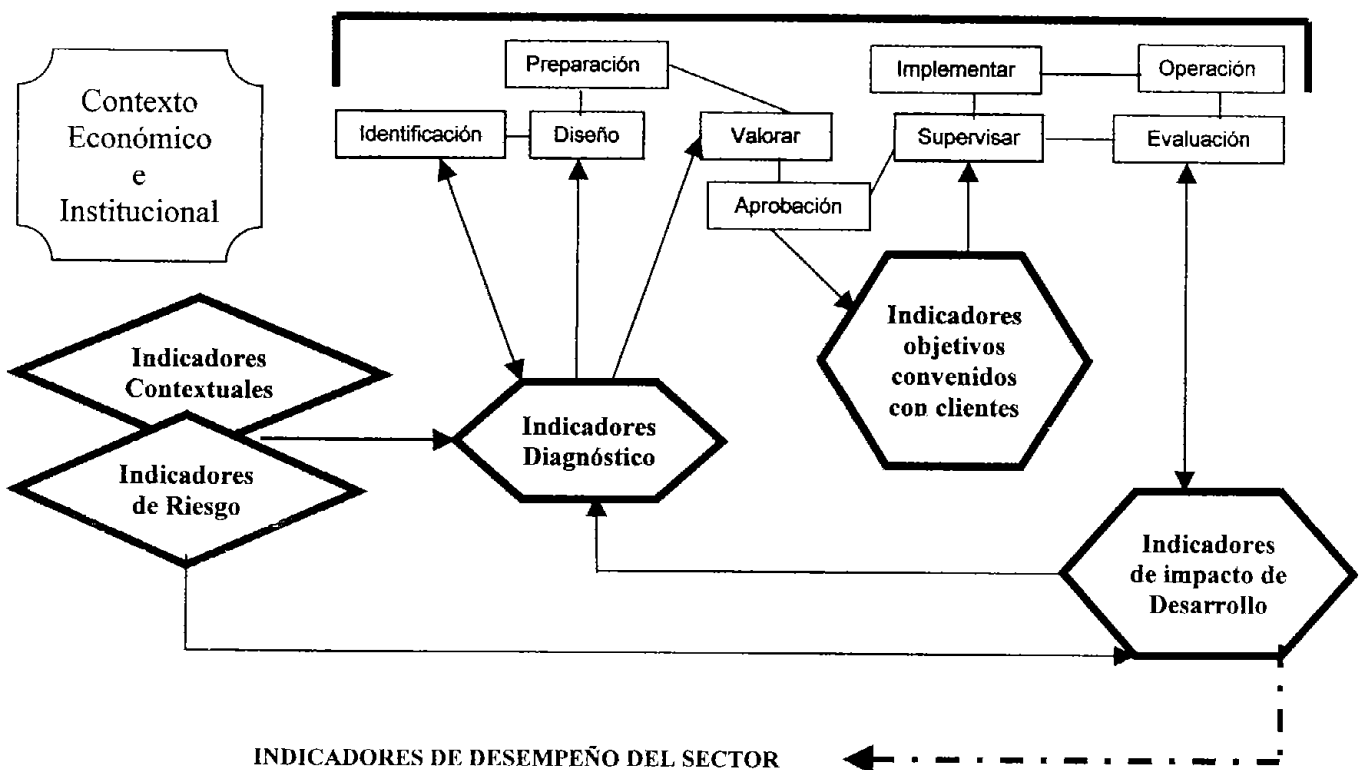 Contexto
Económico
e
Institucional
Preparación
Identificación
Diseño
Valorar
Aprobación
Implementar
Operación
Supervisar
Evaluación
Indicadores
Contextuales
Indicadores
de Riesgo
Indicadores
Diagnóstico
Indicadores
objetivos
convenidos
con clientes
Indicadores
de impacto de
Desarrollo
INDICADORES DE DESEMPEÑO DEL SECTOR